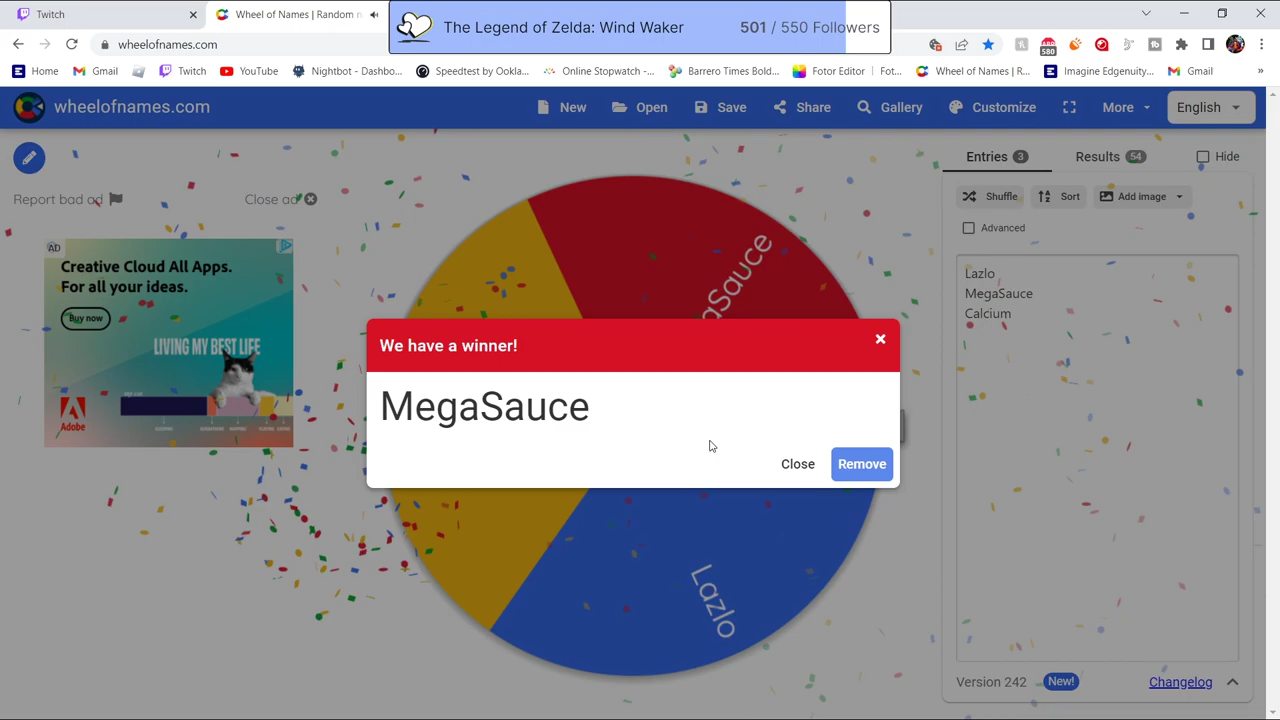 Twitch
Wheel of Names | Random n
The Legend of Zelda: Wind Waker
501 / 550 Followers
wheelofnames.com
580
Home
Gmail
Twitch
YouTube
Nightbot - Dashbo...
Speedtest by Ookla...
Online Stopwatch -...
Barrero Times Bold...
Fotor Editor | Fot...
Wheel of Names | R...
Imagine Edgenuity/...
Gmail
»
wheelofnames.com
New
Open
Save
Share
Gallery
Customize
More
English
Report bad ad
Close ad
Entries 3
Results 54
Hide
Shuffle
Sort
Add image
Advanced
AD
Creative Cloud All Apps.
For all your ideas.
Buy now
LIVING MY BEST LIFE
Adobe
Lazlo
MegaSauce
Calcium
gaSauce
We have a winner!
MegaSauce
Close
Remove
Lazlo
Version 242
New!
Changelog